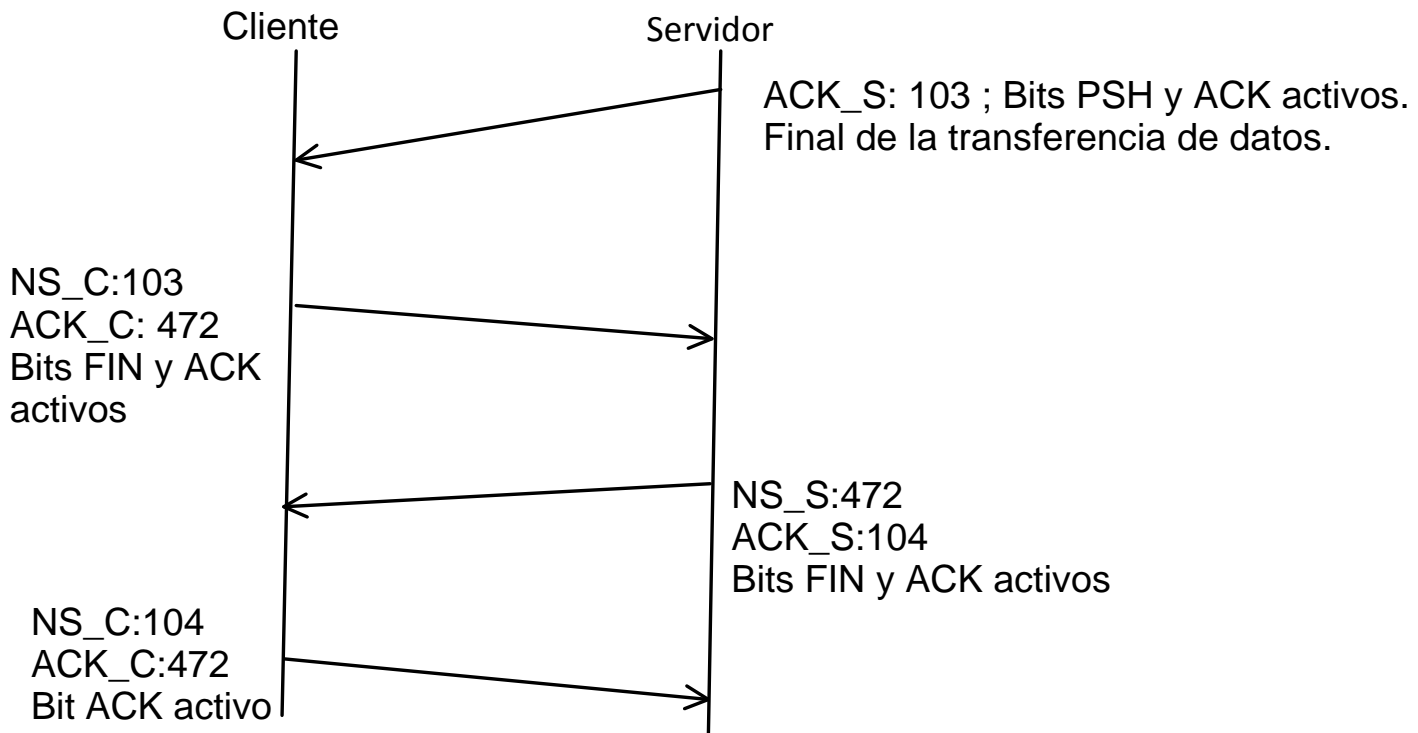 Cliente
Servidor
ACK_S: 103 ; Bits PSH y ACK activos.
Final de la transferencia de datos.
NS_C:103
ACK_C: 472
Bits FIN y ACK
activos
NS_S:472
ACK_S:104
Bits FIN y ACK activos
NS_C:104
ACK_C:472
Bit ACK activo